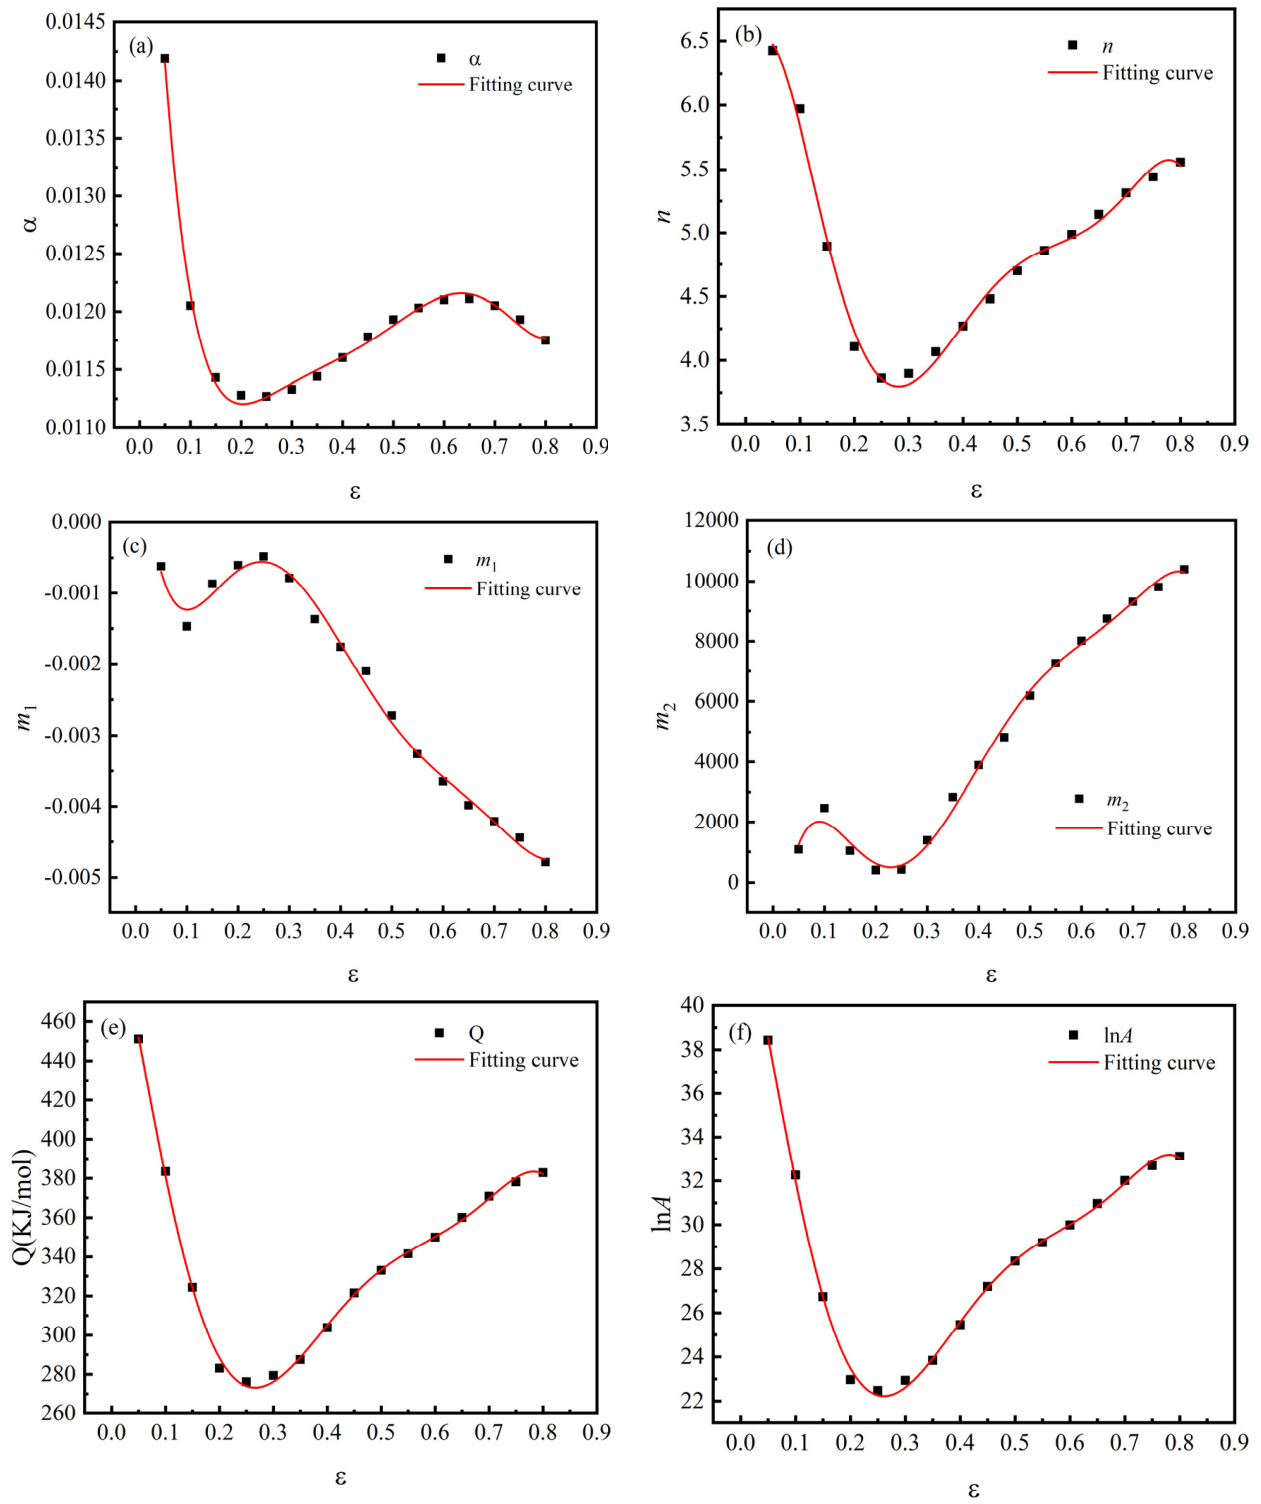 (a)
α
Fitting curve
0.0145
0.0140
0.0135
0.0130
0.0125
0.0120
0.0115
0.0110
α
0.0 0.1 0.2 0.3 0.4 0.5 0.6 0.7 0.8 0.9
ε
(b)
n
Fitting curve
6.5
6.0
5.5
5.0
4.5
4.0
3.5
n
0.0 0.1 0.2 0.3 0.4 0.5 0.6 0.7 0.8 0.9
ε
(c)
m1
Fitting curve
0.000
-0.001
-0.002
-0.003
-0.004
-0.005
m1
0.0 0.1 0.2 0.3 0.4 0.5 0.6 0.7 0.8 0.9
ε
(d)
12000
10000
8000
6000
4000
2000
0
m2
m2
Fitting curve
0.0 0.1 0.2 0.3 0.4 0.5 0.6 0.7 0.8 0.9
ε
(e)
Q
Fitting curve
460
440
420
400
380
360
340
320
300
280
260
Q(KJ/mol)
0.0 0.1 0.2 0.3 0.4 0.5 0.6 0.7 0.8 0.9
ε
(f)
lnA
Fitting curve
40
38
36
34
32
30
28
26
24
22
lnA
0.0 0.1 0.2 0.3 0.4 0.5 0.6 0.7 0.8 0.9
ε